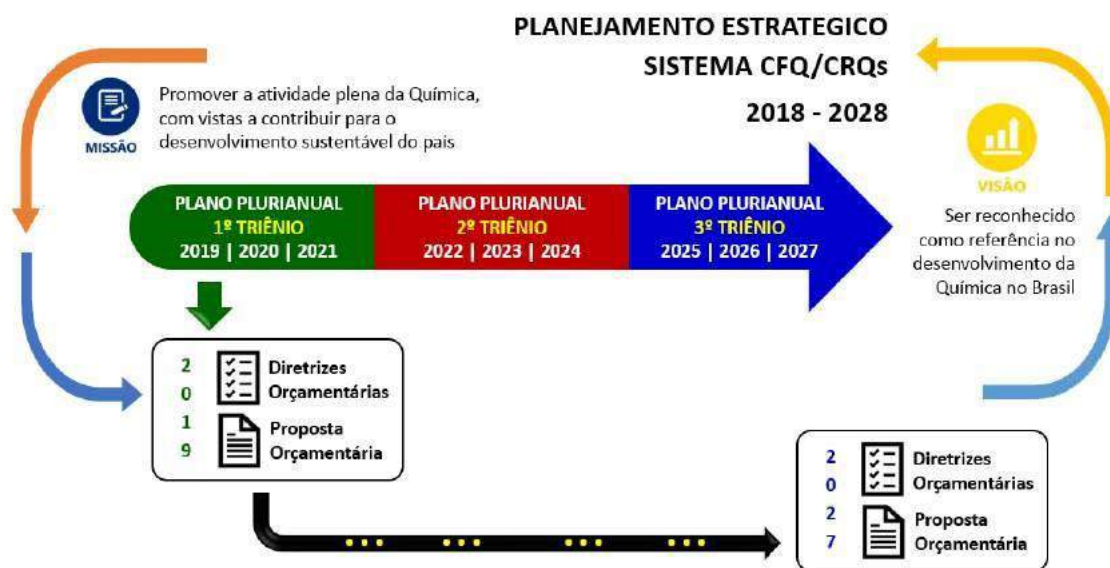 PLANEJAMENTO ESTRATEGICO
SISTEMA CFQ/CRQs
2018 - 2028
MISSÃO
Promover a atividade plena da Química,
com vistas a contribuir para o
desenvolvimento sustentável do país
VISÃO
Ser reconhecido
como referência no
desenvolvimento da
Química no Brasil
PLANO PLURIANUAL
1º TRIÊNIO
2019 | 2020 | 2021
PLANO PLURIANUAL
2º TRIÊNIO
2022 | 2023 | 2024
PLANO PLURIANUAL
3º TRIÊNIO
2025 | 2026 | 2027
2
0
1
9
Diretrizes
Orçamentárias
Proposta
Orçamentária
2
0
2
7
Diretrizes
Orçamentárias
Proposta
Orçamentária